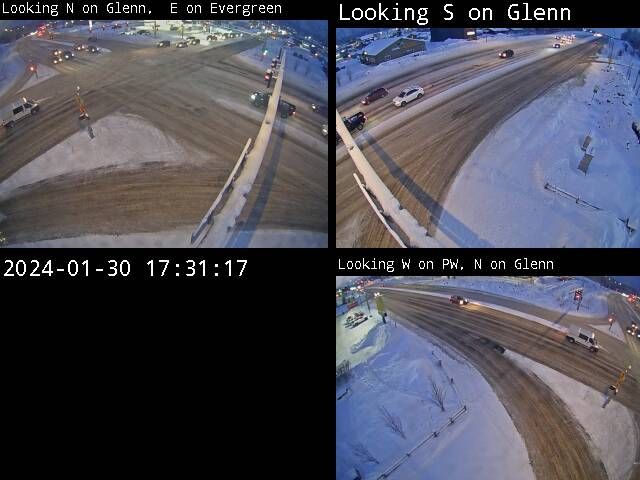 Looking N on Glenn,  E on Evergreen
Looking S on Glenn
2024-01-30 17:31:17
Looking W on PW, N on Glenn